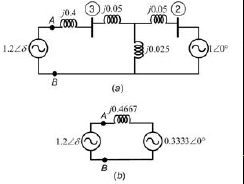 ③ j0.05 j0.05 ②
A j0.4
j0.025
1.2∠δ 1∠0°
B
(a)
A j0.4667
1.2∠δ 0.3333∠0°
B
(b)